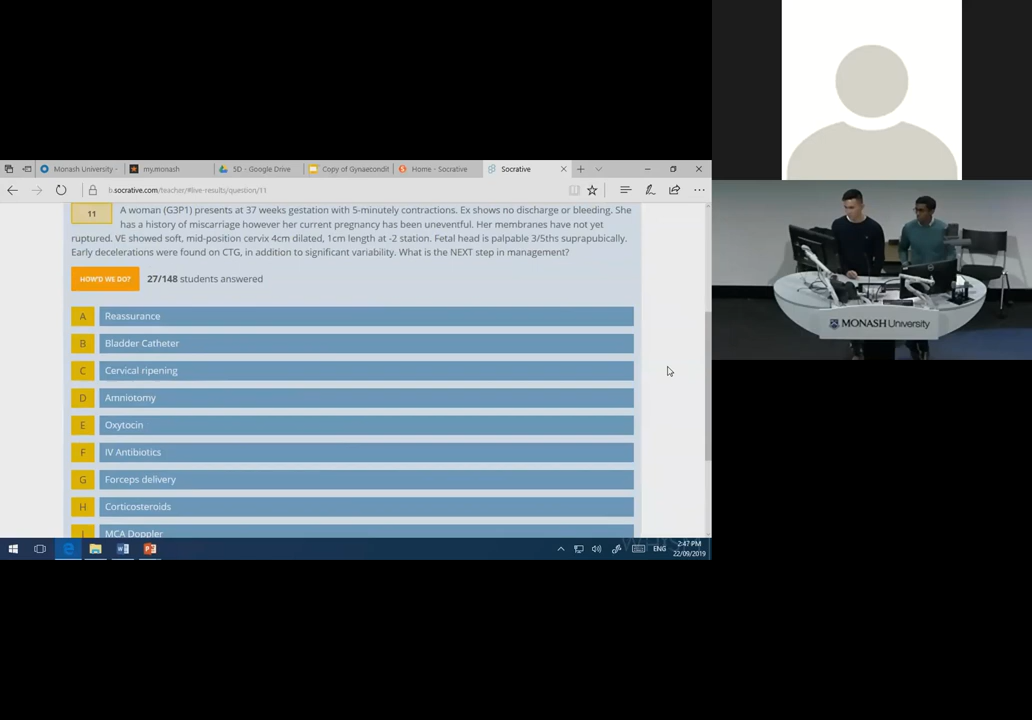 Monash University -
my.monash
5D - Google Drive
Copy of Gynaecondit
Home - Socrative
Socrative
b.socrative.com/teacher/#live-results/question/11
11
A woman (G3P1) presents at 37 weeks gestation with 5-minutely contractions. Ex shows no discharge or bleeding. She
has a history of miscarriage however her current pregnancy has been uneventful. Her membranes have not yet
ruptured. VE showed soft, mid-position cervix 4cm dilated, 1cm length at -2 station. Fetal head is palpable 3/5ths suprapubically.
Early decelerations were found on CTG, in addition to significant variability. What is the NEXT step in management?
HOW'D WE DO?
27/148 students answered
A Reassurance
B Bladder Catheter
C Cervical ripening
D Amniotomy
E Oxytocin
F IV Antibiotics
G Forceps delivery
H Corticosteroids
I MCA Doppler
ENG
2:47 PM
22/09/2019
MONASH University